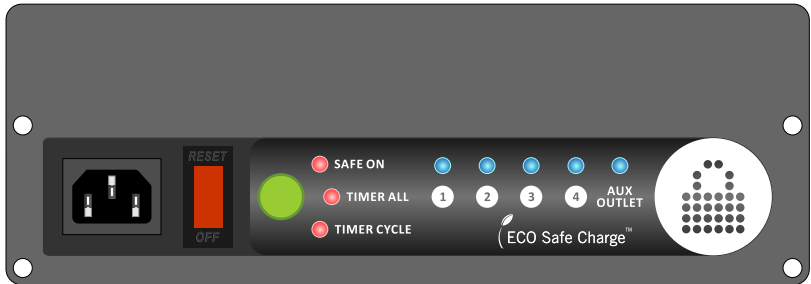 RESET
OFF
SAFE ON
TIMER ALL
TIMER CYCLE
1 2 3 4 AUX OUTLET
ECO Safe Charge™